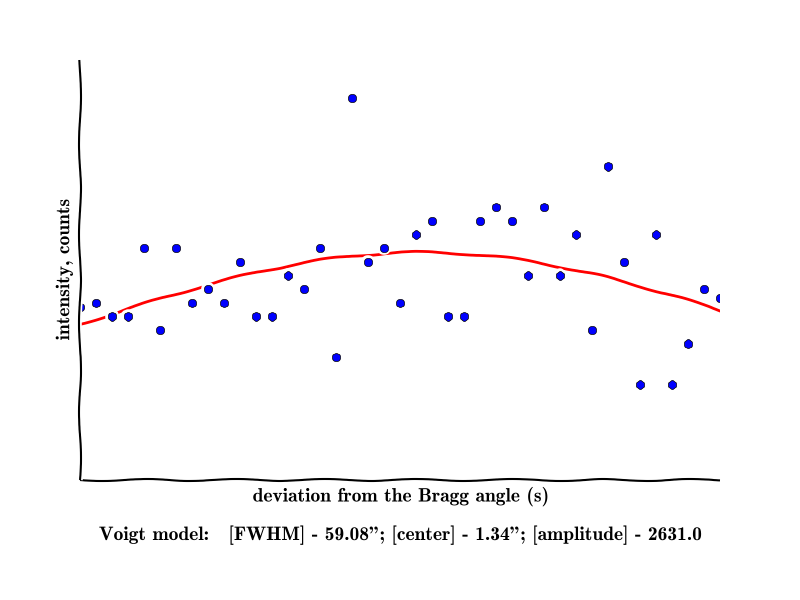 intensity, counts
deviation from the Bragg angle (s)
Voigt model: [FWHM] - 59.08”; [center] - 1.34”; [amplitude] - 2631.0